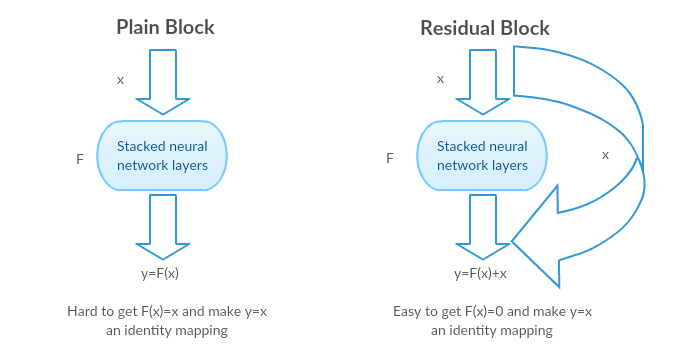 Plain Block
x
F
Stacked neural
network layers
y=F(x)
Hard to get F(x)=x and make y=x
an identity mapping
Residual Block
x
F
Stacked neural
network layers
x
y=F(x)+x
Easy to get F(x)=0 and make y=x
an identity mapping